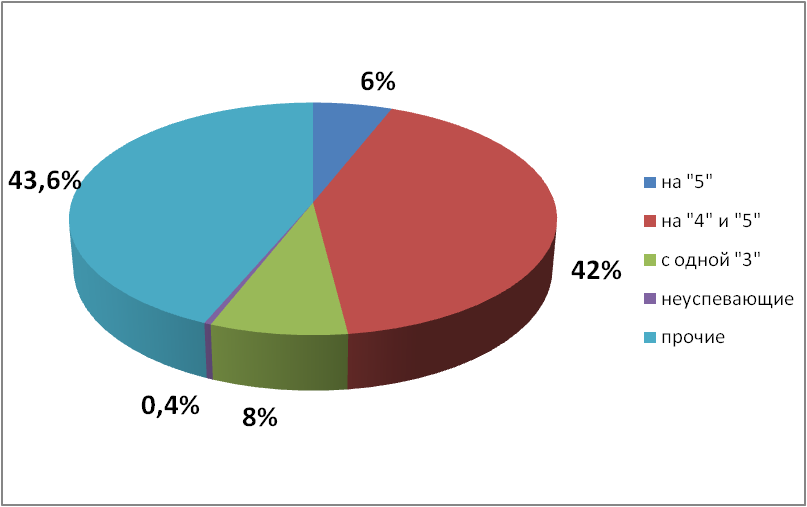 6%
43,6%
42%
0,4%
8%
на "5"
на "4" и "5"
с одной "3"
неуспевающие
прочие